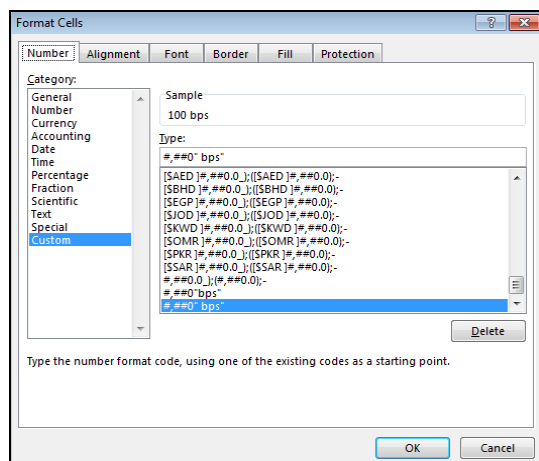 Format Cells
Number Alignment Font Border Fill Protection
Category:
General
Number
Currency
Accounting
Date
Time
Percentage
Fraction
Scientific
Text
Special
Custom
Sample
100 bps
Type:
#,##0" bps"
[$AED ]#,##0.0_);([$AED ]#,##0.0);-
[$BHD ]#,##0.0_);([$BHD ]#,##0.0);-
[$EGP ]#,##0.0_);([$EGP ]#,##0.0);-
[$JOD ]#,##0.0_);([$JOD ]#,##0.0);-
[$KWD ]#,##0.0_);([$KWD ]#,##0.0);-
[$OMR ]#,##0.0_);([$OMR ]#,##0.0);-
[$PKR ]#,##0.0_);([$PKR ]#,##0.0);-
[$SAR ]#,##0.0_);([$SAR ]#,##0.0);-
#,##0.0_);(#,##0.0);-
#,##0"bps"
#,##0" bps"
Delete
Type the number format code, using one of the existing codes as a starting point.
OK Cancel